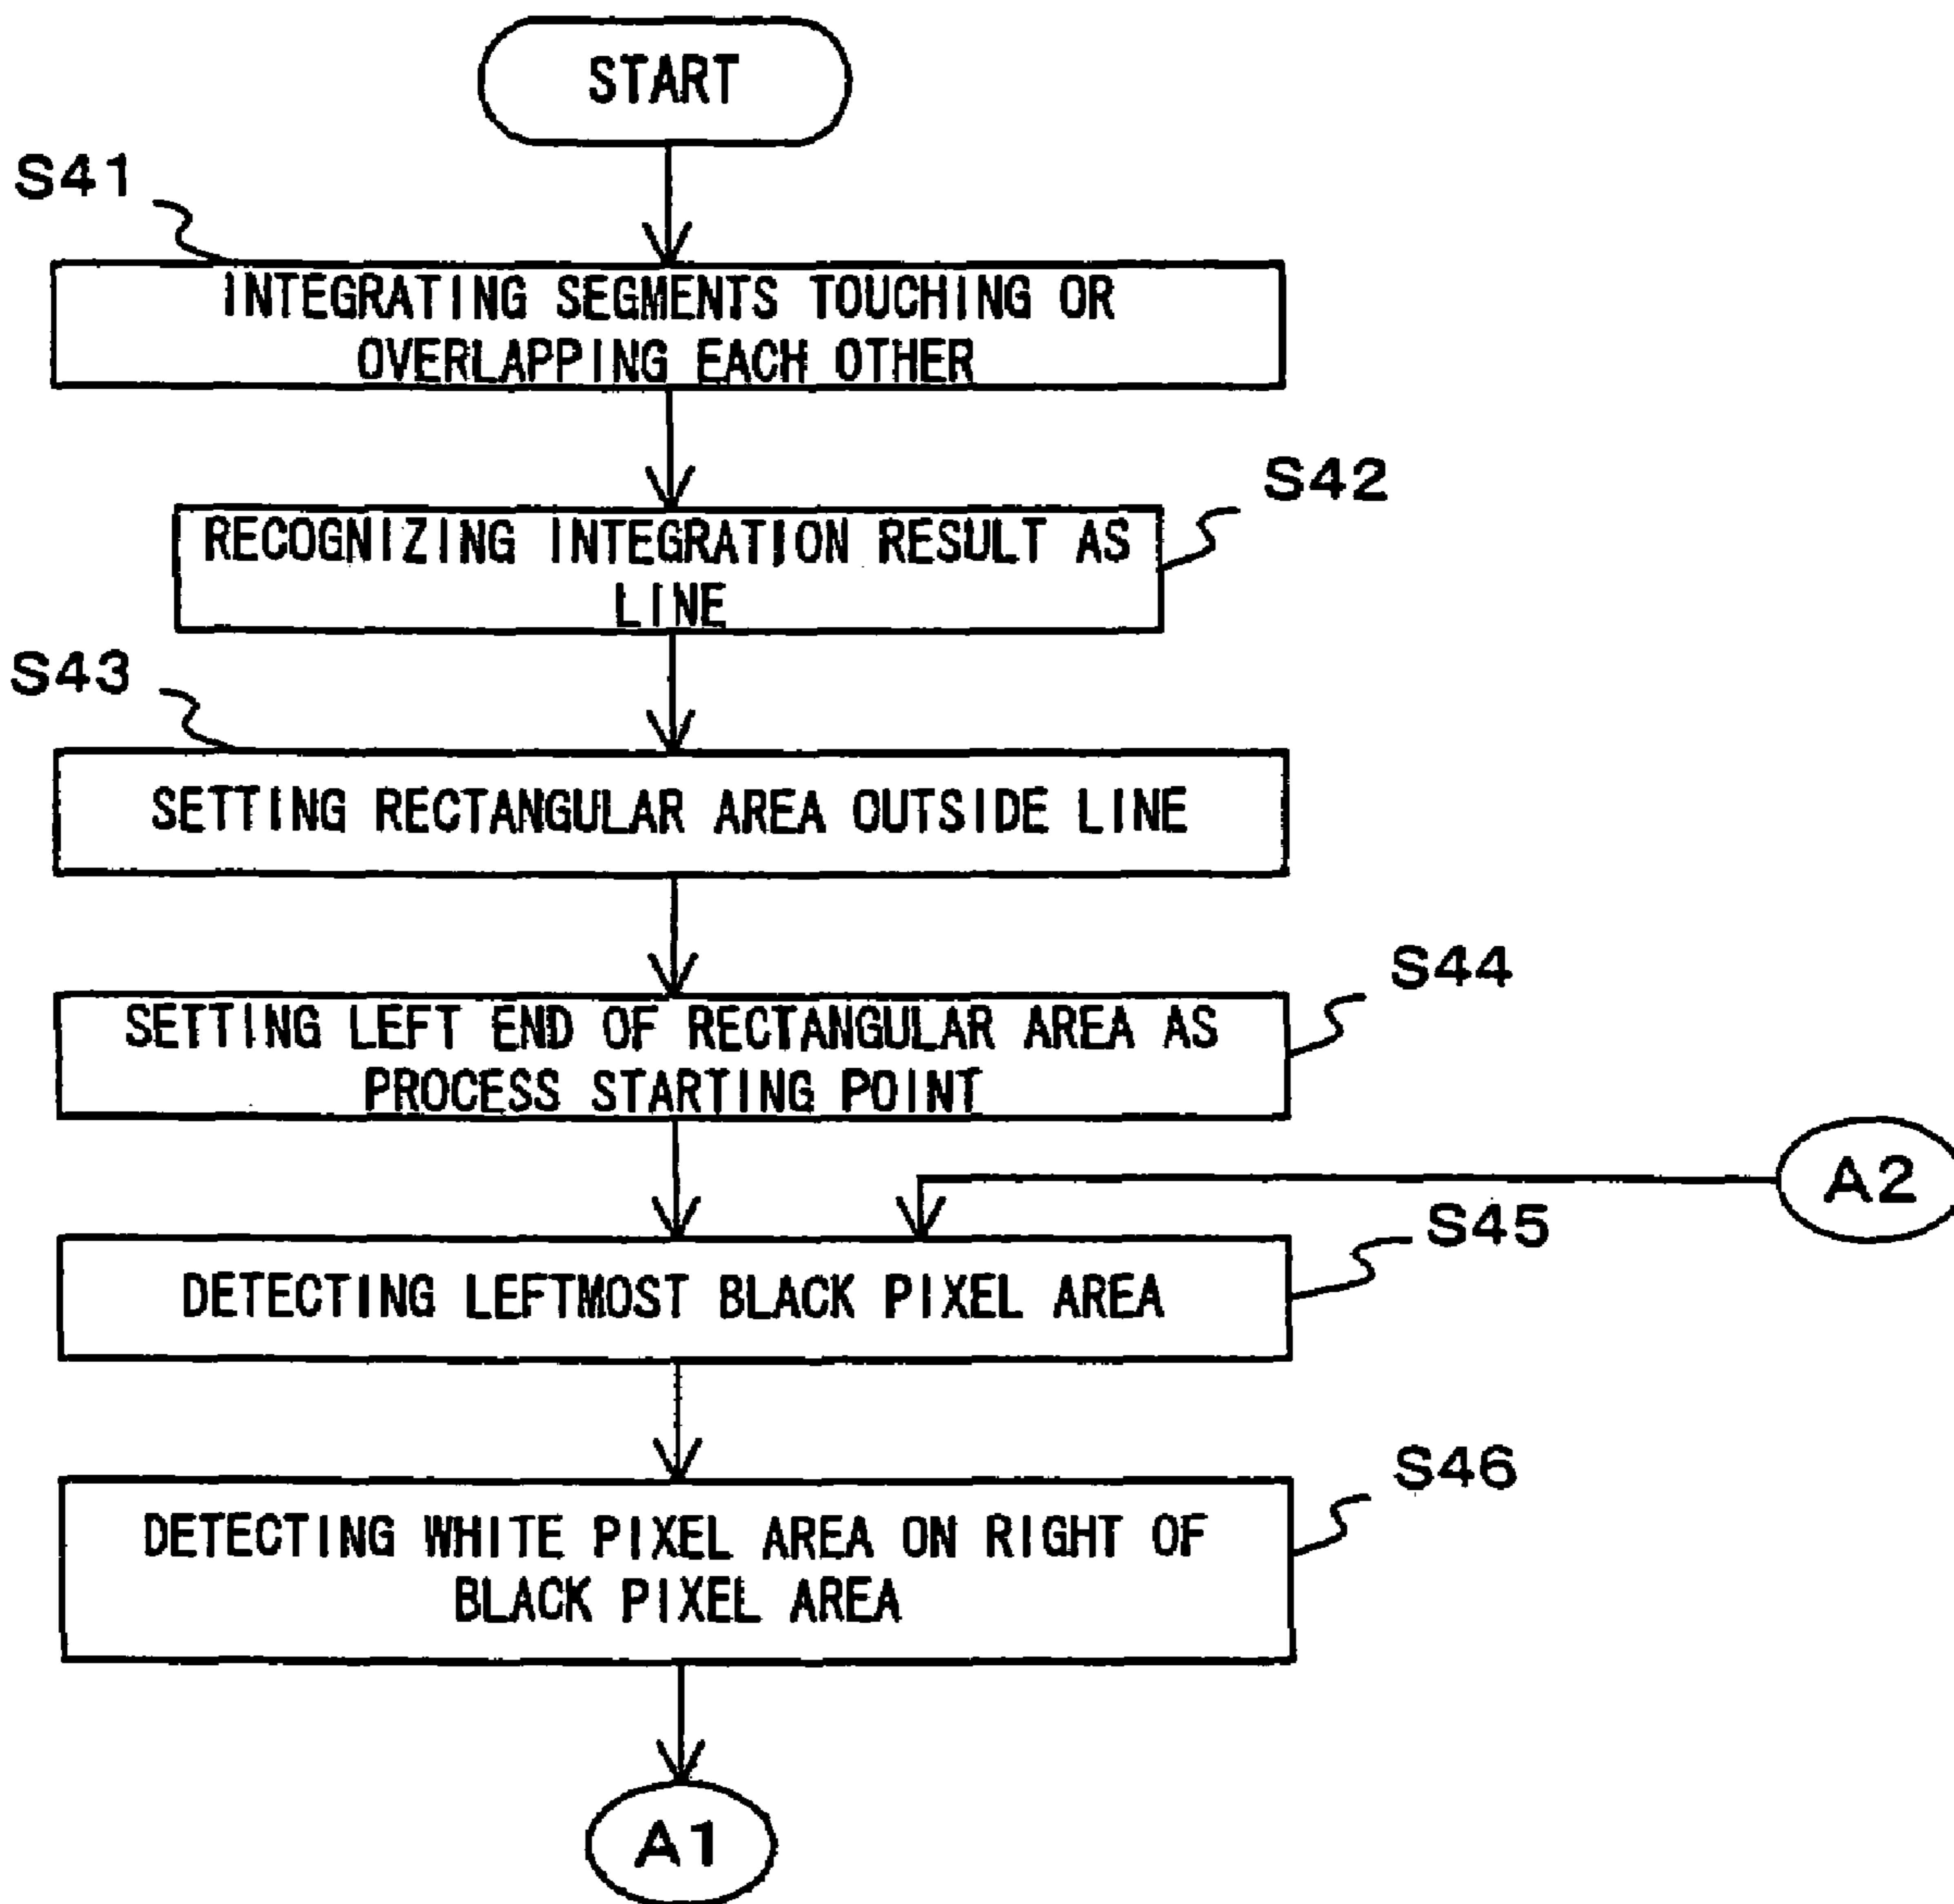 START
S41
INTEGRATING SEGMENTS TOUCHING OR
OVERLAPPING EACH OTHER
S42
RECOGNIZING INTEGRATION RESULT AS
LINE
S43
SETTING RECTANGULAR AREA OUTSIDE LINE
S44
SETTING LEFT END OF RECTANGULAR AREA AS
PROCESS STARTING POINT
A2
S45
DETECTING LEFTMOST BLACK PIXEL AREA
S46
DETECTING WHITE PIXEL AREA ON RIGHT OF
BLACK PIXEL AREA
A1